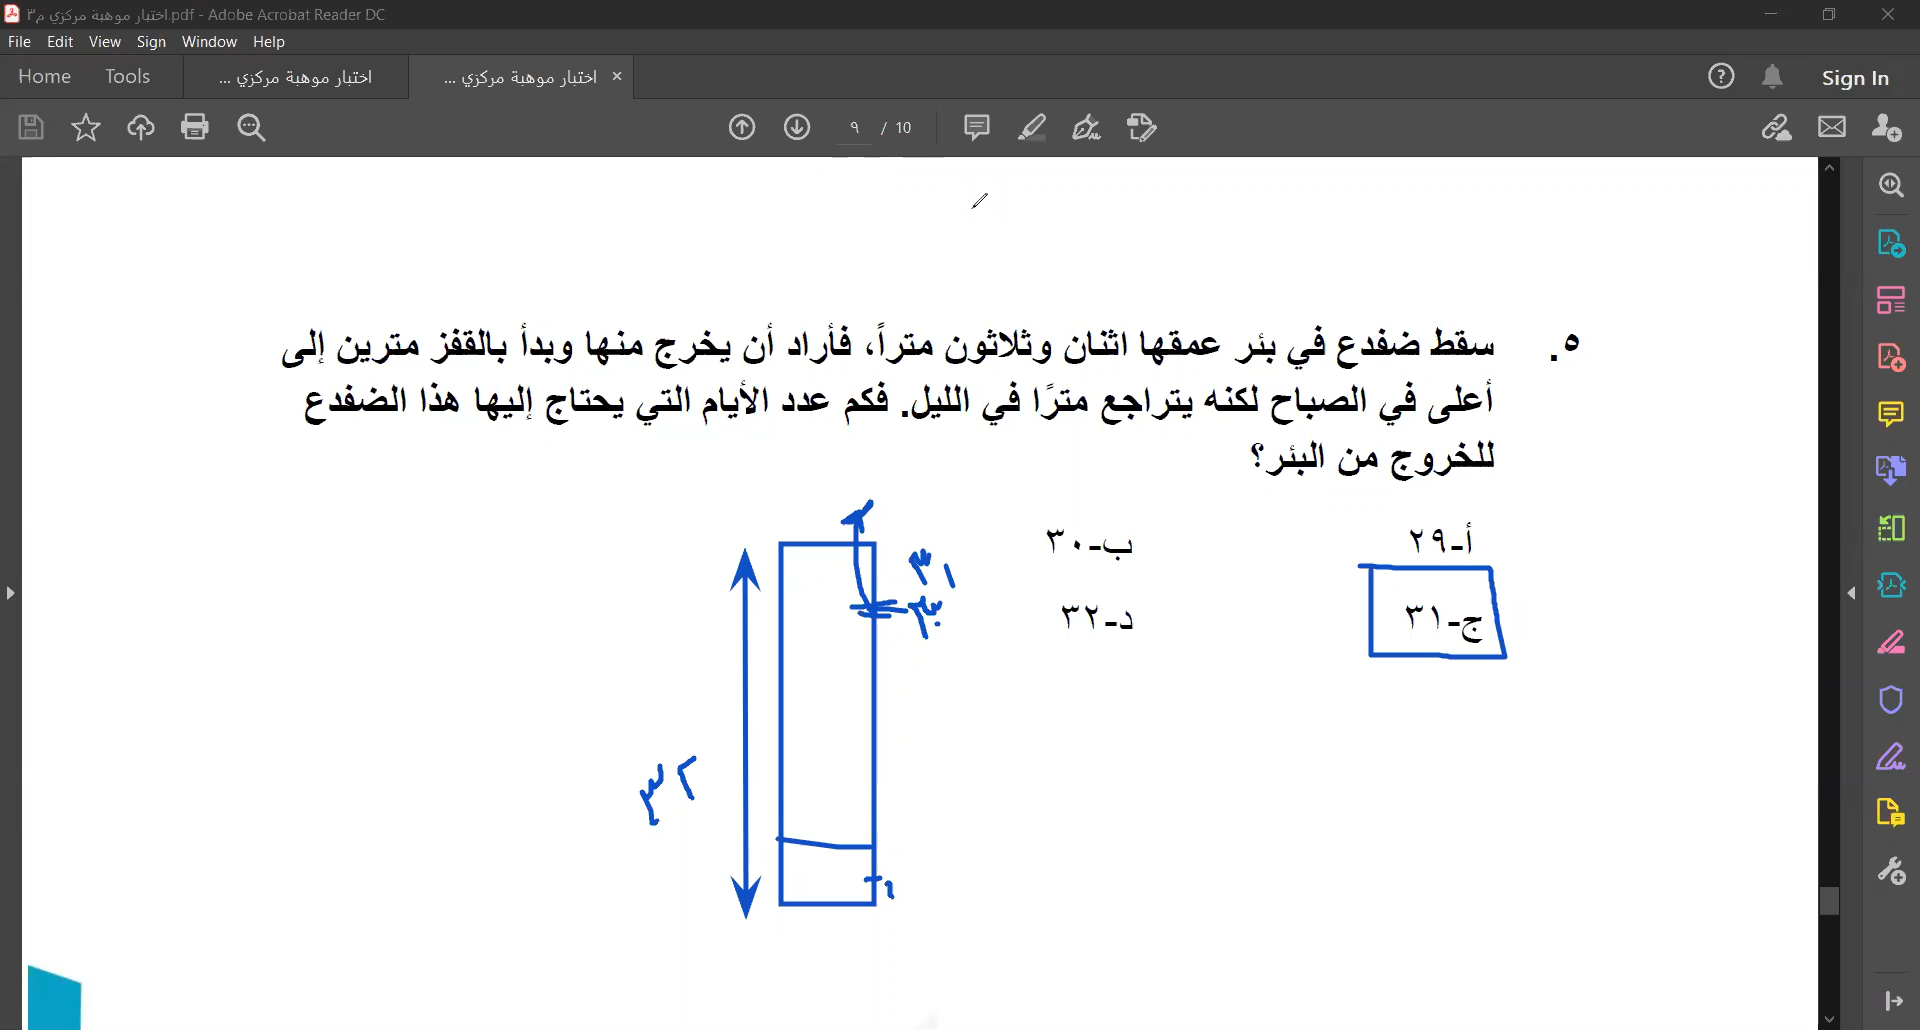 اختبار موهبة مركزي م٣.pdf - Adobe Acrobat Reader DC
File Edit View Sign Window Help
Home Tools اختبار موهبة مركزي ... اختبار موهبة مركزي ... × Sign In
٩ / 10
٥. سقط ضفدع في بئر عمقها اثنان وثلاثون متراً، فأراد أن يخرج منها وبدأ بالقفز مترين إلى
أعلى في الصباح لكنه يتراجع مترًا في الليل. فكم عدد الأيام التي يحتاج إليها هذا الضفدع
للخروج من البئر؟
أ-٢٩ ب-٣٠
ج-٣١ د-٣٢
٣١
٣٠
٣٢
١